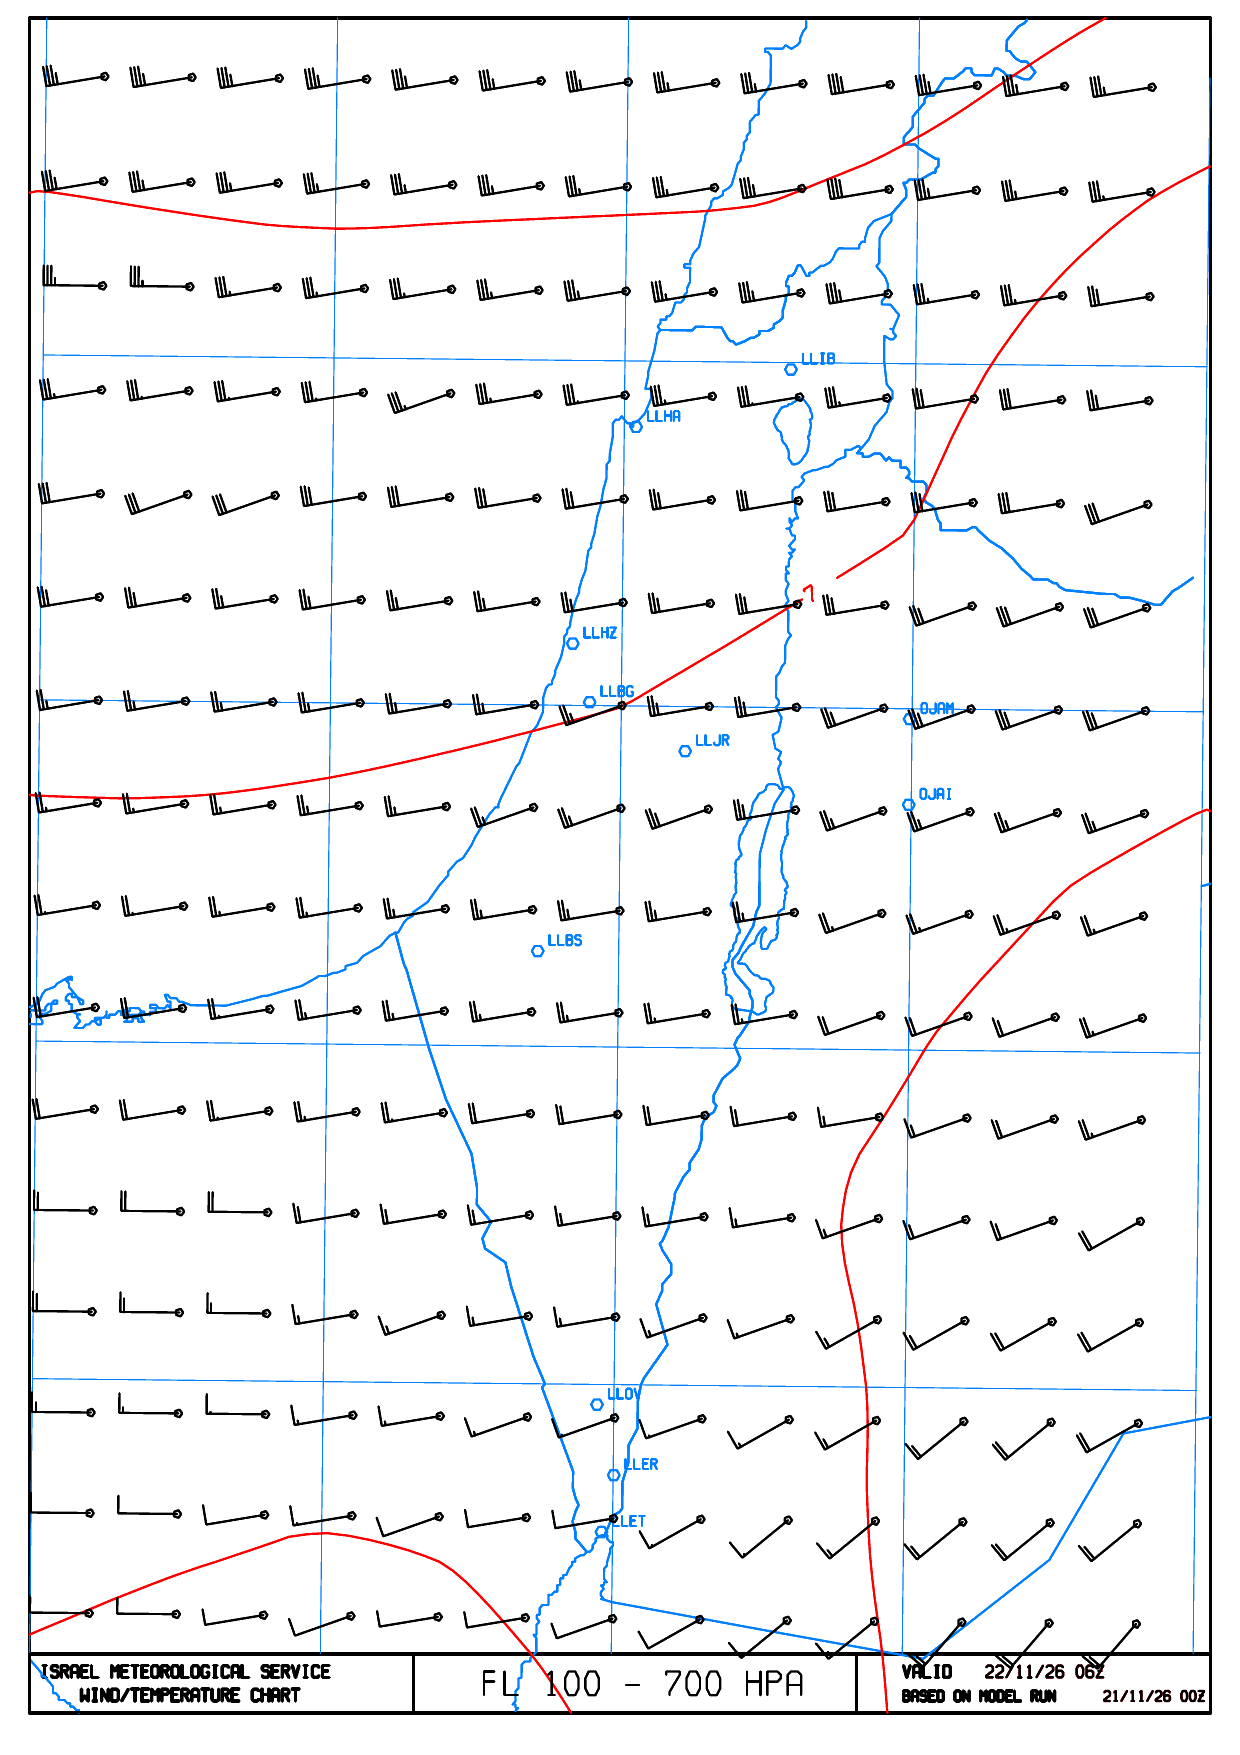 LLIB
LLHA
7
LLHZ
LLBG
OJAM
LLJR
OJAI
LLBS
LLOV
LLER
LLET
ISRAEL METEOROLOGICAL SERVICE
WIND/TEMPERATURE CHART
FL 100 - 700 HPA
VALID 22/11/26 06Z
BASED ON MODEL RUN 21/11/26 00Z